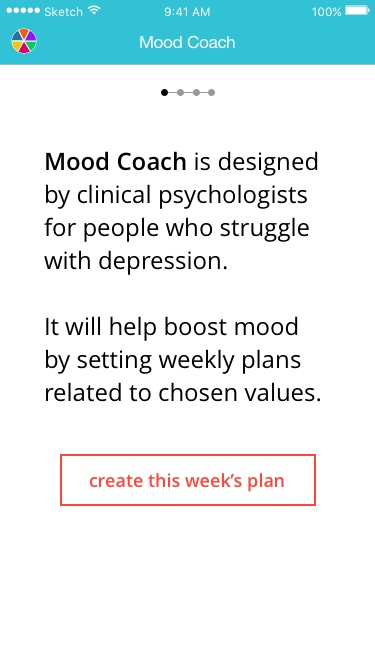 Sketch 9:41 AM 100%
Mood Coach
Mood Coach is designed
by clinical psychologists
for people who struggle
with depression.
It will help boost mood
by setting weekly plans
related to chosen values.
create this week’s plan